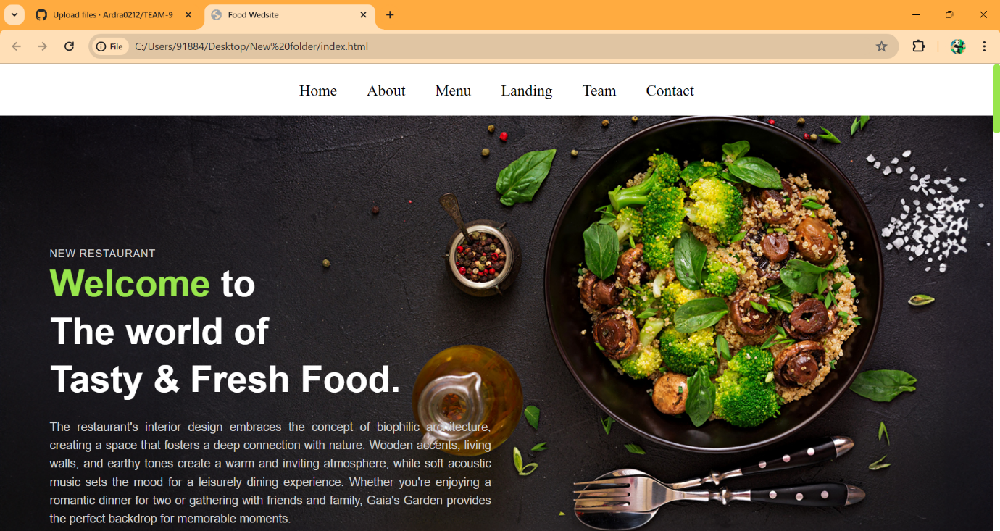 Upload files · Ardra0212/TEAM-9
Food Wedsite
File
C:/Users/91884/Desktop/New%20folder/index.html
Home About Menu Landing Team Contact
NEW RESTAURANT
Welcome to
The world of
Tasty & Fresh Food.
The restaurant's interior design embraces the concept of biophilic architecture,
creating a space that fosters a deep connection with nature. Wooden accents, living
walls, and earthy tones create a warm and inviting atmosphere, while soft acoustic
music sets the mood for a leisurely dining experience. Whether you're enjoying a
romantic dinner for two or gathering with friends and family, Gaia's Garden provides
the perfect backdrop for memorable moments.